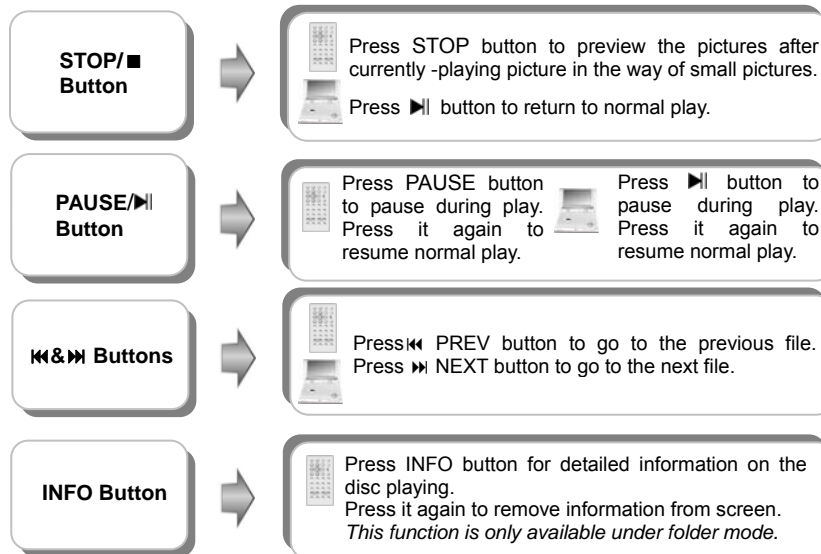 STOP/■
Button
Press STOP button to preview the pictures after
currently -playing picture in the way of small pictures.
Press ▶|| button to return to normal play.
PAUSE/▶||
Button
Press PAUSE button
to pause during play.
Press it again to
resume normal play.
Press ▶|| button to
pause during play.
Press it again to
resume normal play.
⏮&⏭ Buttons
Press⏮ PREV button to go to the previous file.
Press ⏭ NEXT button to go to the next file.
INFO Button
Press INFO button for detailed information on the
disc playing.
Press it again to remove information from screen.
This function is only available under folder mode.